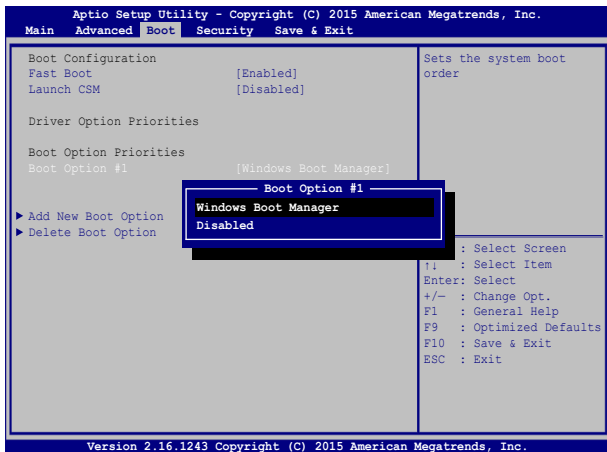 Aptio Setup Utility - Copyright (C) 2015 American Megatrends, Inc.
Main Advanced Boot Security Save & Exit
Boot Configuration
Fast Boot [Enabled]
Launch CSM [Disabled]
Driver Option Priorities
Boot Option Priorities
Boot Option #1 [Windows Boot Manager]
Boot Option #1
Windows Boot Manager
Disabled
▶ Add New Boot Option
▶ Delete Boot Option
Sets the system boot
order
: Select Screen
↑↓ : Select Item
Enter: Select
+/— : Change Opt.
F1 : General Help
F9 : Optimized Defaults
F10 : Save & Exit
ESC : Exit
Version 2.16.1243 Copyright (C) 2015 American Megatrends, Inc.